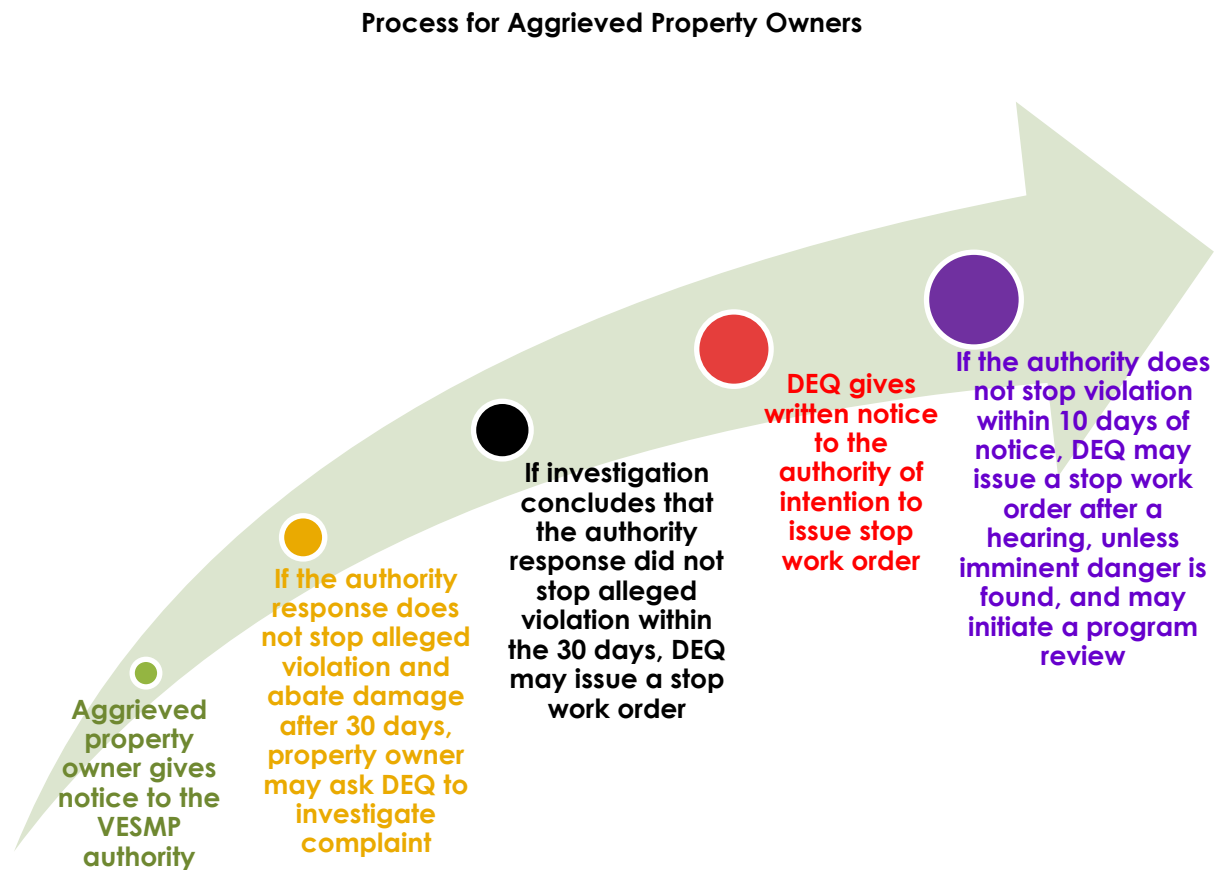 Process for Aggrieved Property Owners
Aggrieved
property
owner gives
notice to the
VESMP
authority
If the authority
response does
not stop alleged
violation and
abate damage
after 30 days,
property owner
may ask DEQ to
investigate
complaint
If investigation
concludes that
the authority
response did not
stop alleged
violation within
the 30 days, DEQ
may issue a stop
work order
DEQ gives
written notice
to the
authority of
intention to
issue stop
work order
If the authority does
not stop violation
within 10 days of
notice, DEQ may
issue a stop work
order after a
hearing, unless
imminent danger is
found, and may
initiate a program
review